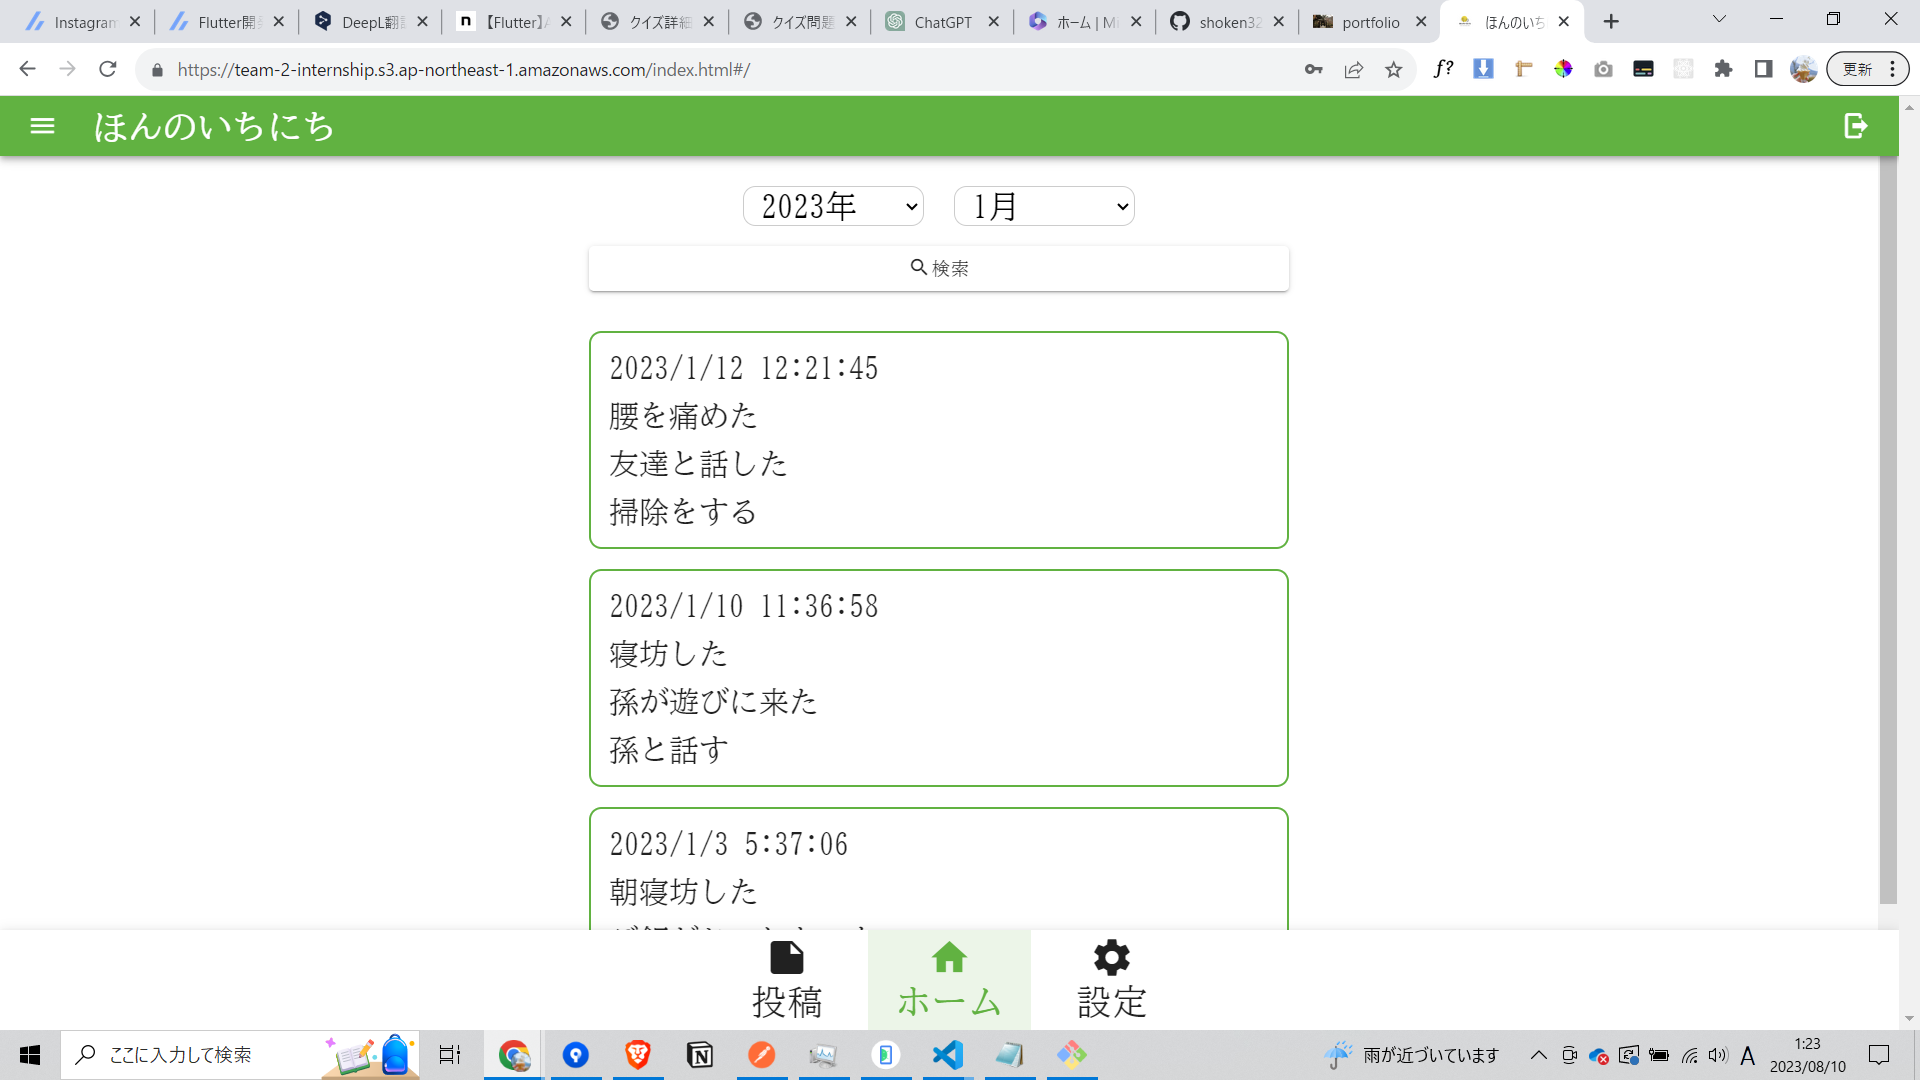 Instagram
Flutter開
DeepL翻
【Flutter】
クイズ詳細
クイズ問題
ChatGPT
ホーム | Mi
shoken32
portfolio
ほんのいち
https://team-2-internship.s3.ap-northeast-1.amazonaws.com/index.html#/
f?
更新
ほんのいちにち
2023年
1月
検索
2023/1/12 12:21:45
腰を痛めた
友達と話した
掃除をする
2023/1/10 11:36:58
寝坊した
孫が遊びに来た
孫と話す
2023/1/3 5:37:06
朝寝坊した
投稿
ホーム
設定
ここに入力して検索
雨が近づいています
A
1:23
2023/08/10